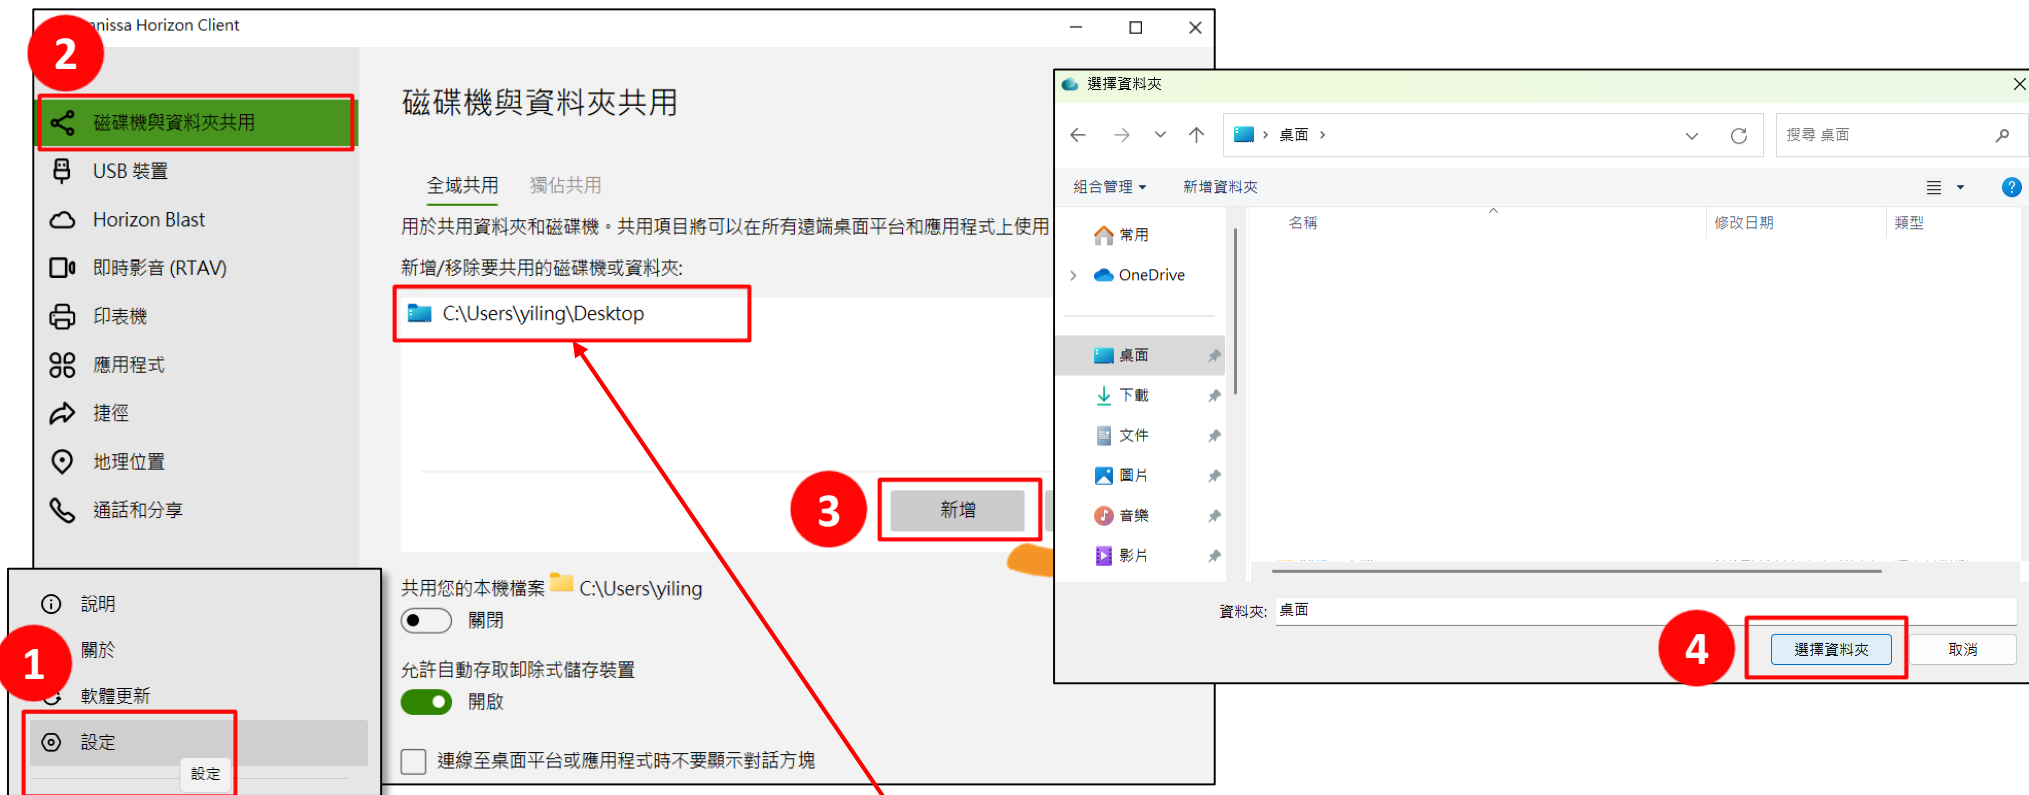 nissa Horizon Client
2
磁碟機與資料夾共用
USB 裝置
Horizon Blast
即時影音 (RTAV)
印表機
應用程式
捷徑
地理位置
通話和分享
磁碟機與資料夾共用
全域共用 獨佔共用
用於共用資料夾和磁碟機。共用項目將可以在所有遠端桌面平台和應用程式上使用
新增/移除要共用的磁碟機或資料夾:
C:\Users\yiling\Desktop
3
新增
共用您的本機檔案 C:\Users\yiling
關閉
允許自動存取卸除式儲存裝置
開啟
連線至桌面平台或應用程式時不要顯示對話方塊
說明
1
關於
軟體更新
設定
設定
選擇資料夾
桌面
搜尋 桌面
組合管理 新增資料夾
?
名稱 修改日期 類型
常用
OneDrive
桌面
下載
文件
圖片
音樂
影片
資料夾: 桌面
4
選擇資料夾 取消